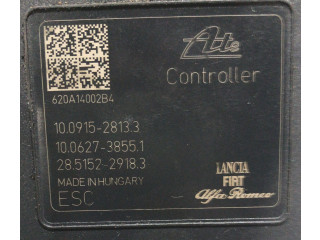 Ate
Controller
620A14002B4
10.0915-2813.3
10.0627-3855.1
28.5152-2918.3
MADE IN HUNGARY
ESC
LANCIA
FIAT
Alfa Romeo